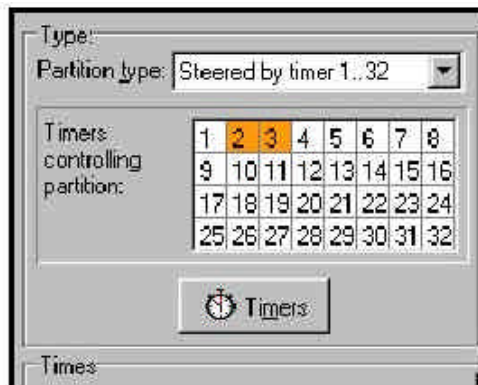 Type:
Partition type: Steered by timer 1..32
Timers controlling partition:
1 2 3 4 5 6 7 8
9 10 11 12 13 14 15 16
17 18 19 20 21 22 23 24
25 26 27 28 29 30 31 32
Timers
Times